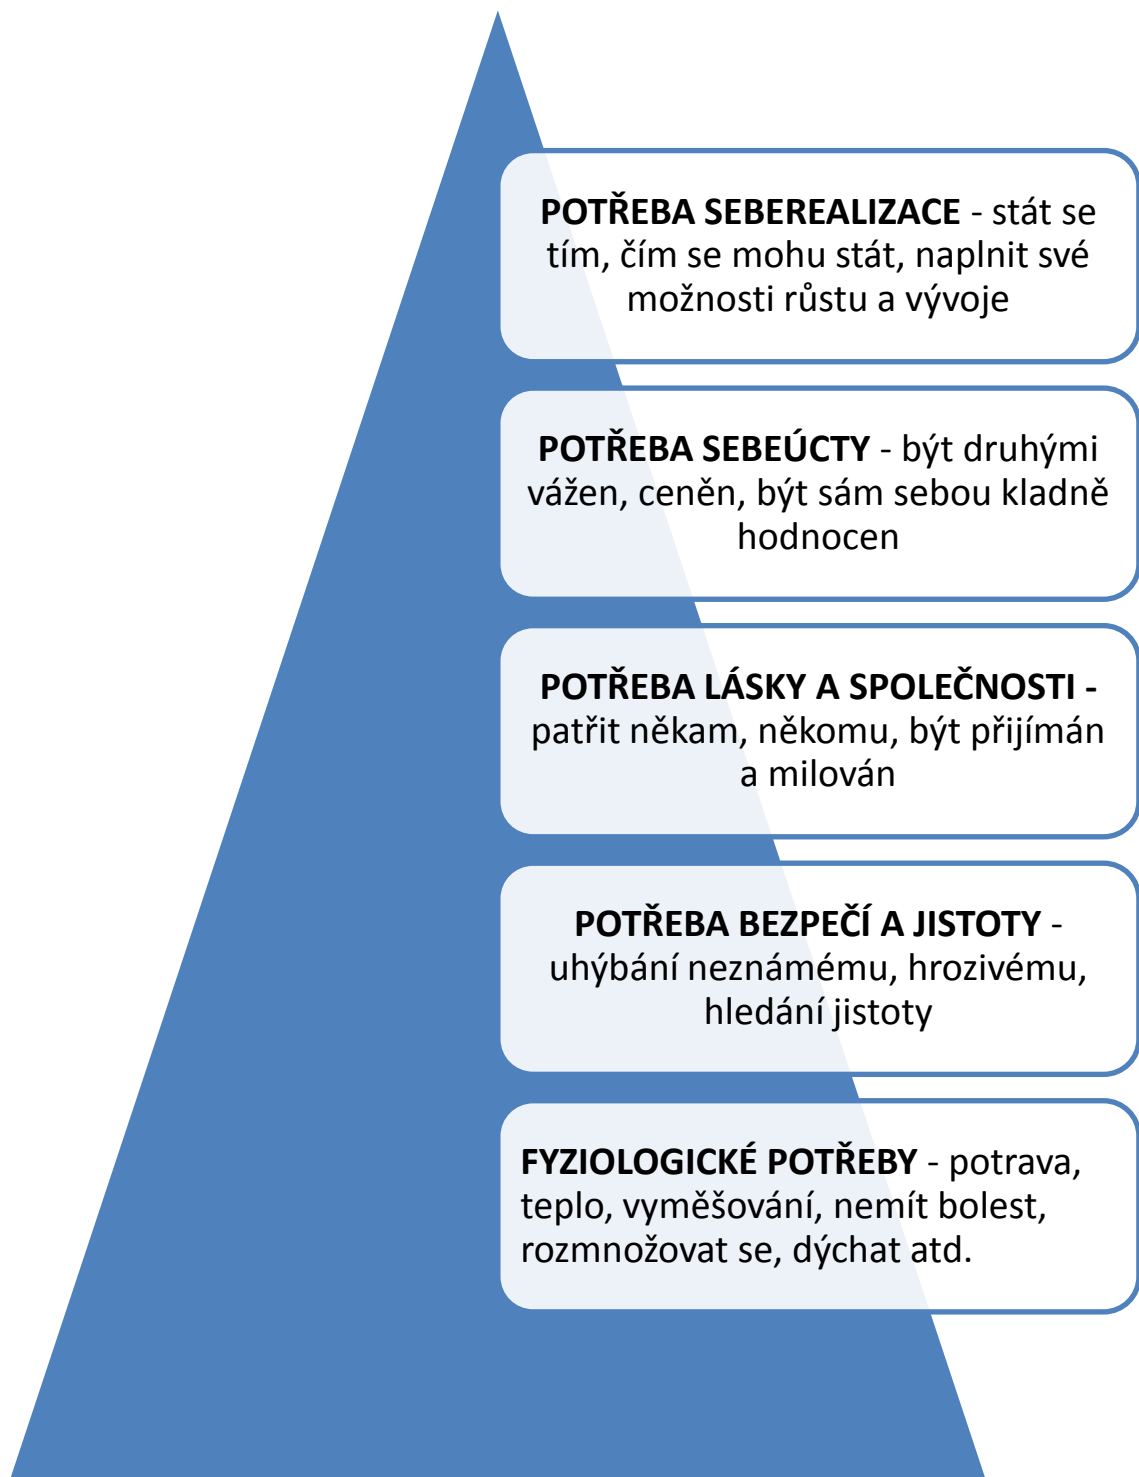 POTŘEBA SEBEREALIZACE - stát se
tím, čím se mohu stát, naplnit své
možnosti růstu a vývoje
POTŘEBA SEBEÚCTY - být druhými
vážen, ceněn, být sám sebou kladně
hodnocen
POTŘEBA LÁSKY A SPOLEČNOSTI -
patřit někam, někomu, být přijímán
a milován
POTŘEBA BEZPEČÍ A JISTOTY -
uhýbání neznámému, hrozivému,
hledání jistoty
FYZIOLOGICKÉ POTŘEBY - potrava,
teplo, vyměšování, nemít bolest,
rozmnožovat se, dýchat atd.